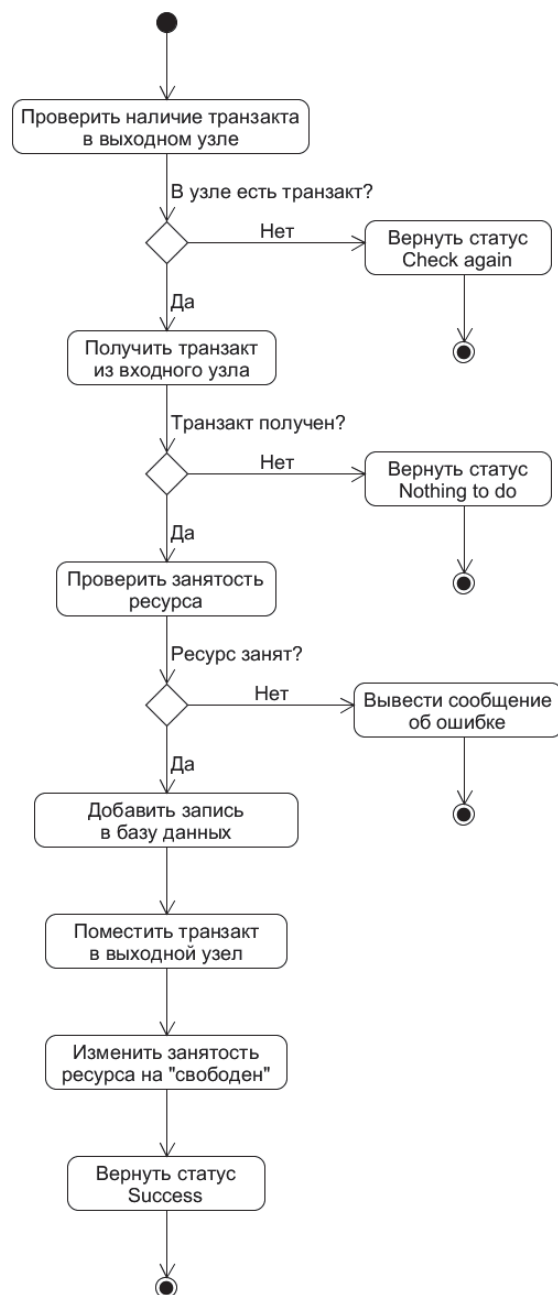 Проверить наличие транзакта
в выходном узле
В узле есть транзакт?
Нет
Вернуть статус
Check again
Да
Получить транзакт
из входного узла
Транзакт получен?
Нет
Вернуть статус
Nothing to do
Да
Проверить занятость
ресурса
Ресурс занят?
Нет
Вывести сообщение
об ошибке
Да
Добавить запись
в базу данных
Поместить транзакт
в выходной узел
Изменить занятость
ресурса на "свободен"
Вернуть статус
Success